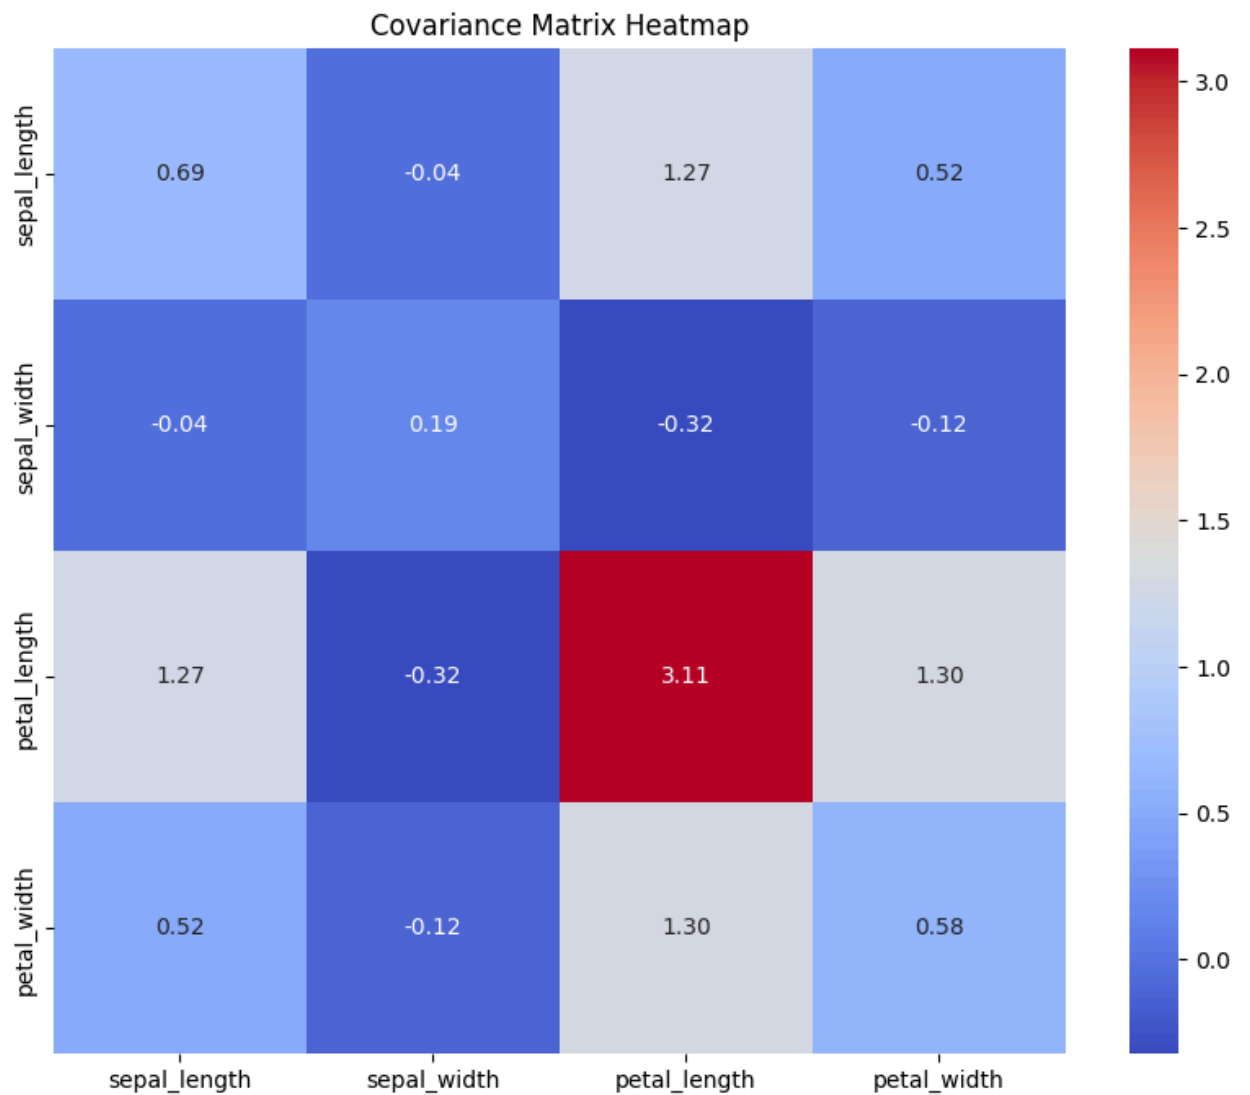 Covariance Matrix Heatmap
sepal_length
0.69
-0.04
1.27
0.52
sepal_width
-0.04
0.19
-0.32
-0.12
petal_length
1.27
-0.32
3.11
1.30
petal_width
0.52
-0.12
1.30
0.58
sepal_length
sepal_width
petal_length
petal_width
3.0
2.5
2.0
1.5
1.0
0.5
0.0